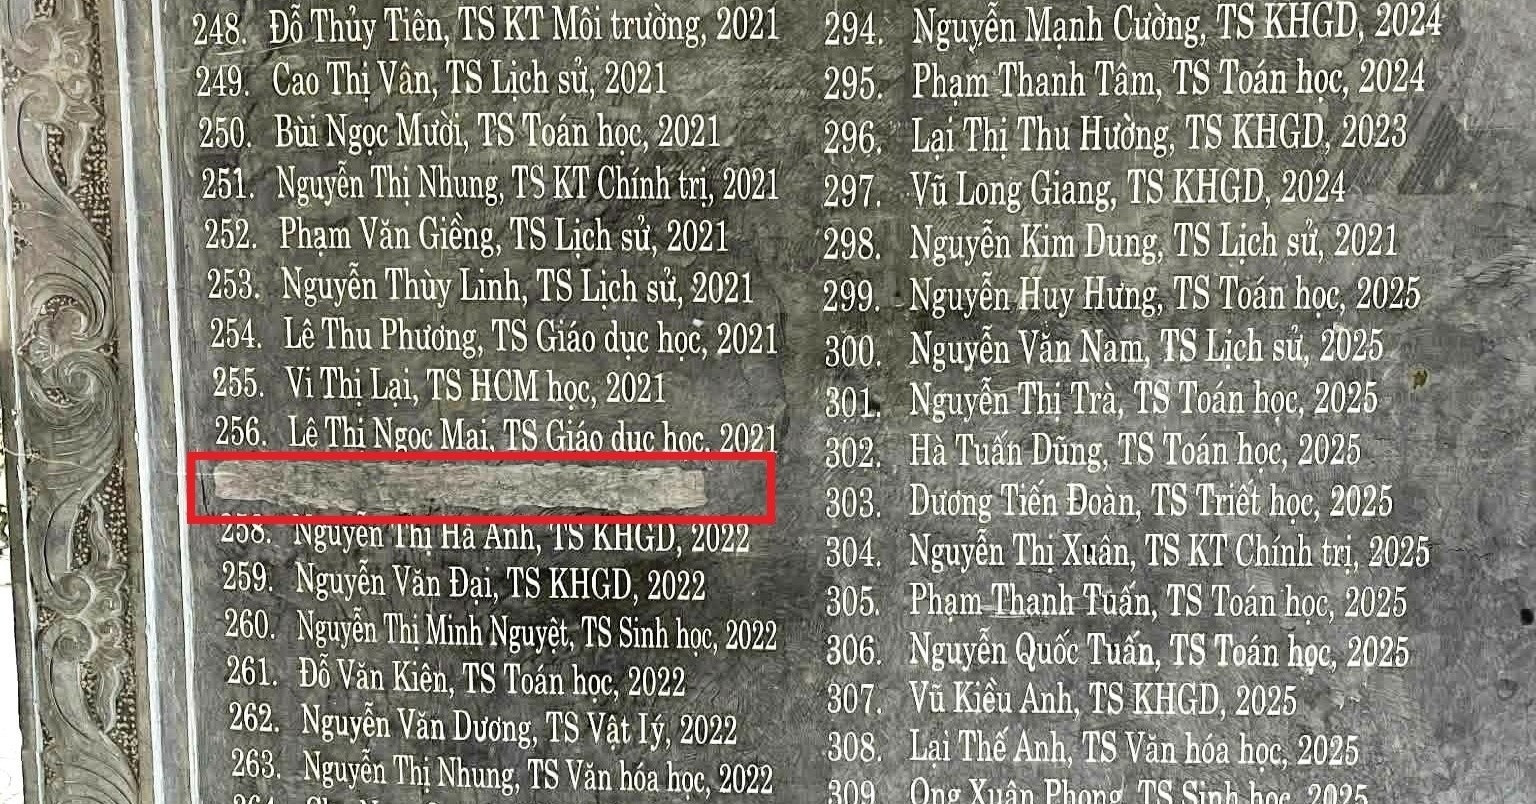 248. Đỗ Thủy Tiên, TS KT Môi trường, 2021
249. Cao Thị Vân, TS Lịch sử, 2021
250. Bùi Ngọc Mười, TS Toán học, 2021
251. Nguyễn Thị Nhung, TS KT Chính trị, 2021
252. Phạm Văn Giềng, TS Lịch sử, 2021
253. Nguyễn Thùy Linh, TS Lịch sử, 2021
254. Lê Thu Phương, TS Giáo dục học, 2021
255. Vi Thị Lại, TS HCM học, 2021
256. Lê Thị Ngọc Mai, TS Giáo dục học, 2021
258. Nguyễn Thị Hà Anh, TS KHGD, 2022
259. Nguyễn Văn Đại, TS KHGD, 2022
260. Nguyễn Thị Minh Nguyệt, TS Sinh học, 2022
261. Đỗ Văn Kiên, TS Toán học, 2022
262. Nguyễn Văn Dương, TS Vật lý, 2022
263. Nguyễn Thị Nhung, TS Văn hóa học, 2022
264.
294. Nguyễn Mạnh Cường, TS KHGD, 2024
295. Phạm Thanh Tâm, TS Toán học, 2024
296. Lại Thị Thu Hường, TS KHGD, 2023
297. Vũ Long Giang, TS KHGD, 2024
298. Nguyễn Kim Dung, TS Lịch sử, 2021
299. Nguyễn Huy Hưng, TS Toán học, 2025
300. Nguyễn Văn Nam, TS Lịch sử, 2025
301. Nguyễn Thị Trà, TS Toán học, 2025
302. Hà Tuấn Dũng, TS Toán học, 2025
303. Dương Tiến Đoàn, TS Triết học, 2025
304. Nguyễn Thị Xuân, TS KT Chính trị, 2025
305. Phạm Thanh Tuấn, TS Toán học, 2025
306. Nguyễn Quốc Tuấn, TS Toán học, 2025
307. Vũ Kiều Anh, TS KHGD, 2025
308. Lại Thế Anh, TS Văn hóa học, 2025
309. Ong Xuân Phong, TS Sinh học, 2025